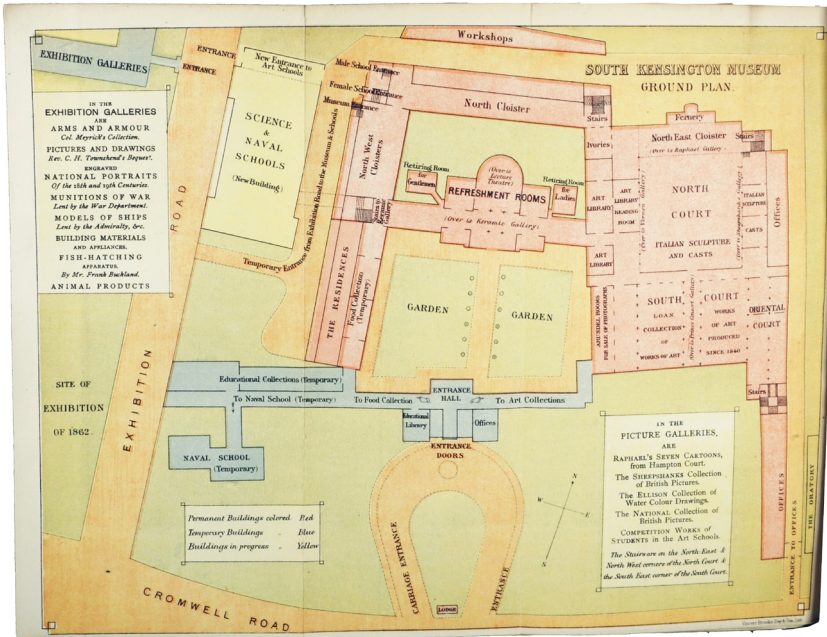 SOUTH KENSINGTON MUSEUM
GROUND PLAN.
Workshops
EXHIBITION GALLERIES
ENTRANCE
ENTRANCE
New Entrance to
Art Schools
Male School Entrance
Female School Entrance
Museum Entrance
IN THE
EXHIBITION GALLERIES
ARE
ARMS AND ARMOUR
Col. Meyrick's Collection.
PICTURES AND DRAWINGS
Rev. C. H. Townshend's Bequest.
ENGRAVED
NATIONAL PORTRAITS
Of the 18th and 19th Centuries.
MUNITIONS OF WAR
Lent by the War Department.
MODELS OF SHIPS
Lent by the Admiralty, &c.
BUILDING MATERIALS
AND APPLIANCES.
FISH-HATCHING
APPARATUS.
By Mr. Frank Buckland.
ANIMAL PRODUCTS
SCIENCE
&
NAVAL
SCHOOLS
(New Building)
Temporary Entrance from Exhibition Road to the Museum & Schools
North West
Cloisters
North Cloister
Stairs
Ivories
Fernery
North East Cloister
(Over is Raphael Gallery)
Stairs
Retiring Room
for
Gentlemen
(Over is
Lecture
Theatre)
REFRESHMENT ROOMS
(Over is Keramic Gallery)
Retiring Room
for
Ladies
Stairs to
Keramic
Gallery
ART
LIBRARY
ART
LIBRARY
READING
ROOM
NORTH
COURT
ITALIAN SCULPTURE
AND CASTS
ITALIAN
SCULPTURE
CASTS
Offices
ART
LIBRARY
THE RESIDENCES
Food Collection
(Temporary)
GARDEN
GARDEN
ARUNDEL ROOMS
FOR SALE OF PHOTOGRAPHS
SOUTH
LOAN
COLLECTION
OF
WORKS OF ART
(Over is Prince Consort Gallery)
COURT
WORKS
OF ART
PRODUCED
SINCE 1840
ORIENTAL
COURT
Stairs
ROAD
EXHIBITION
SITE OF
EXHIBITION
OF 1862.
Educational Collections (Temporary)
To Naval School (Temporary)
To Food Collection
ENTRANCE
HALL
To Art Collections
Educational
Library
Offices
ENTRANCE
DOORS
NAVAL SCHOOL
(Temporary)
Permanent Buildings colored Red
Temporary Buildings " Blue
Buildings in progress " Yellow
CARRIAGE ENTRANCE
ENTRANCE
LODGE
CROMWELL ROAD
N
W
E
S
IN THE
PICTURE GALLERIES,
ARE
RAPHAEL'S SEVEN CARTOONS,
from Hampton Court.
The SHEEPSHANKS Collection
of British Pictures.
The ELLISON Collection of
Water Colour Drawings.
The NATIONAL Collection of
British Pictures.
COMPETITION WORKS OF
STUDENTS in the Art Schools
The Stairs are in the North East &
North West corners of the North Court &
the South East corner of the South Court.
OFFICES
ENTRANCE TO OFFICES
THE ORATORY